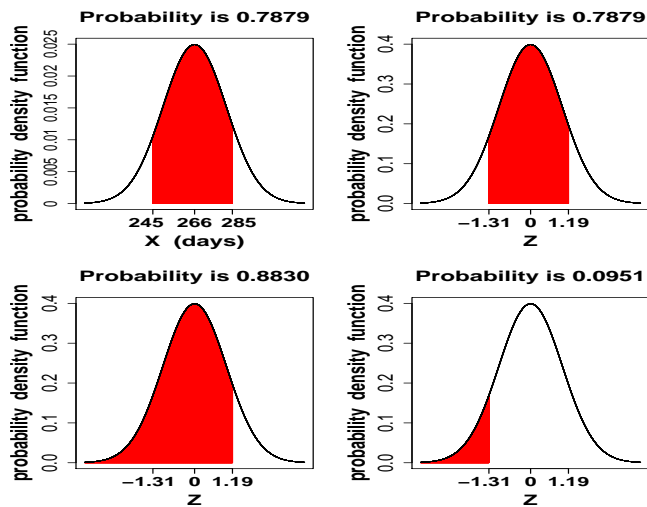 Probability is 0.7879
probability density function
0 0.005 0.01 0.015 0.02 0.025
245 266 285
X (days)
Probability is 0.7879
probability density function
0.0 0.1 0.2 0.3 0.4
−1.31 0 1.19
Z
Probability is 0.8830
probability density function
0.0 0.1 0.2 0.3 0.4
−1.31 0 1.19
Z
Probability is 0.0951
probability density function
0.0 0.1 0.2 0.3 0.4
−1.31 0 1.19
Z